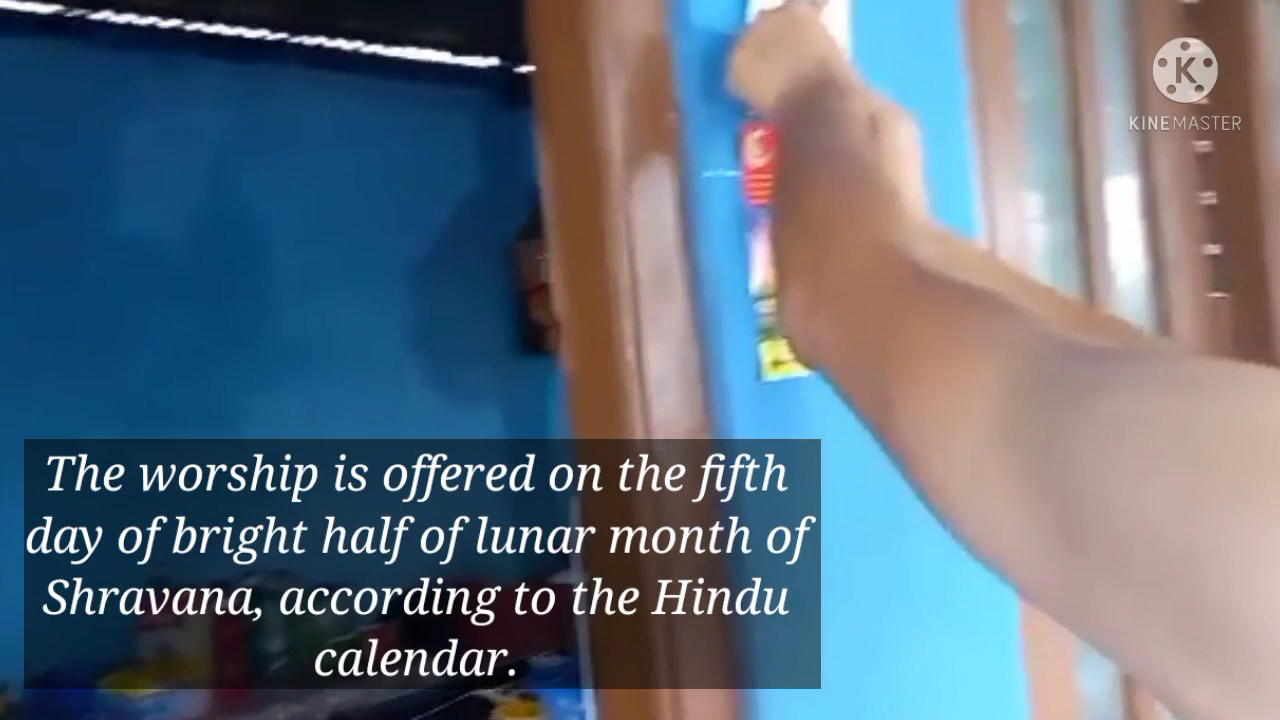 KINEMASTER
The worship is offered on the fifth
day of bright half of lunar month of
Shravana, according to the Hindu
calendar.